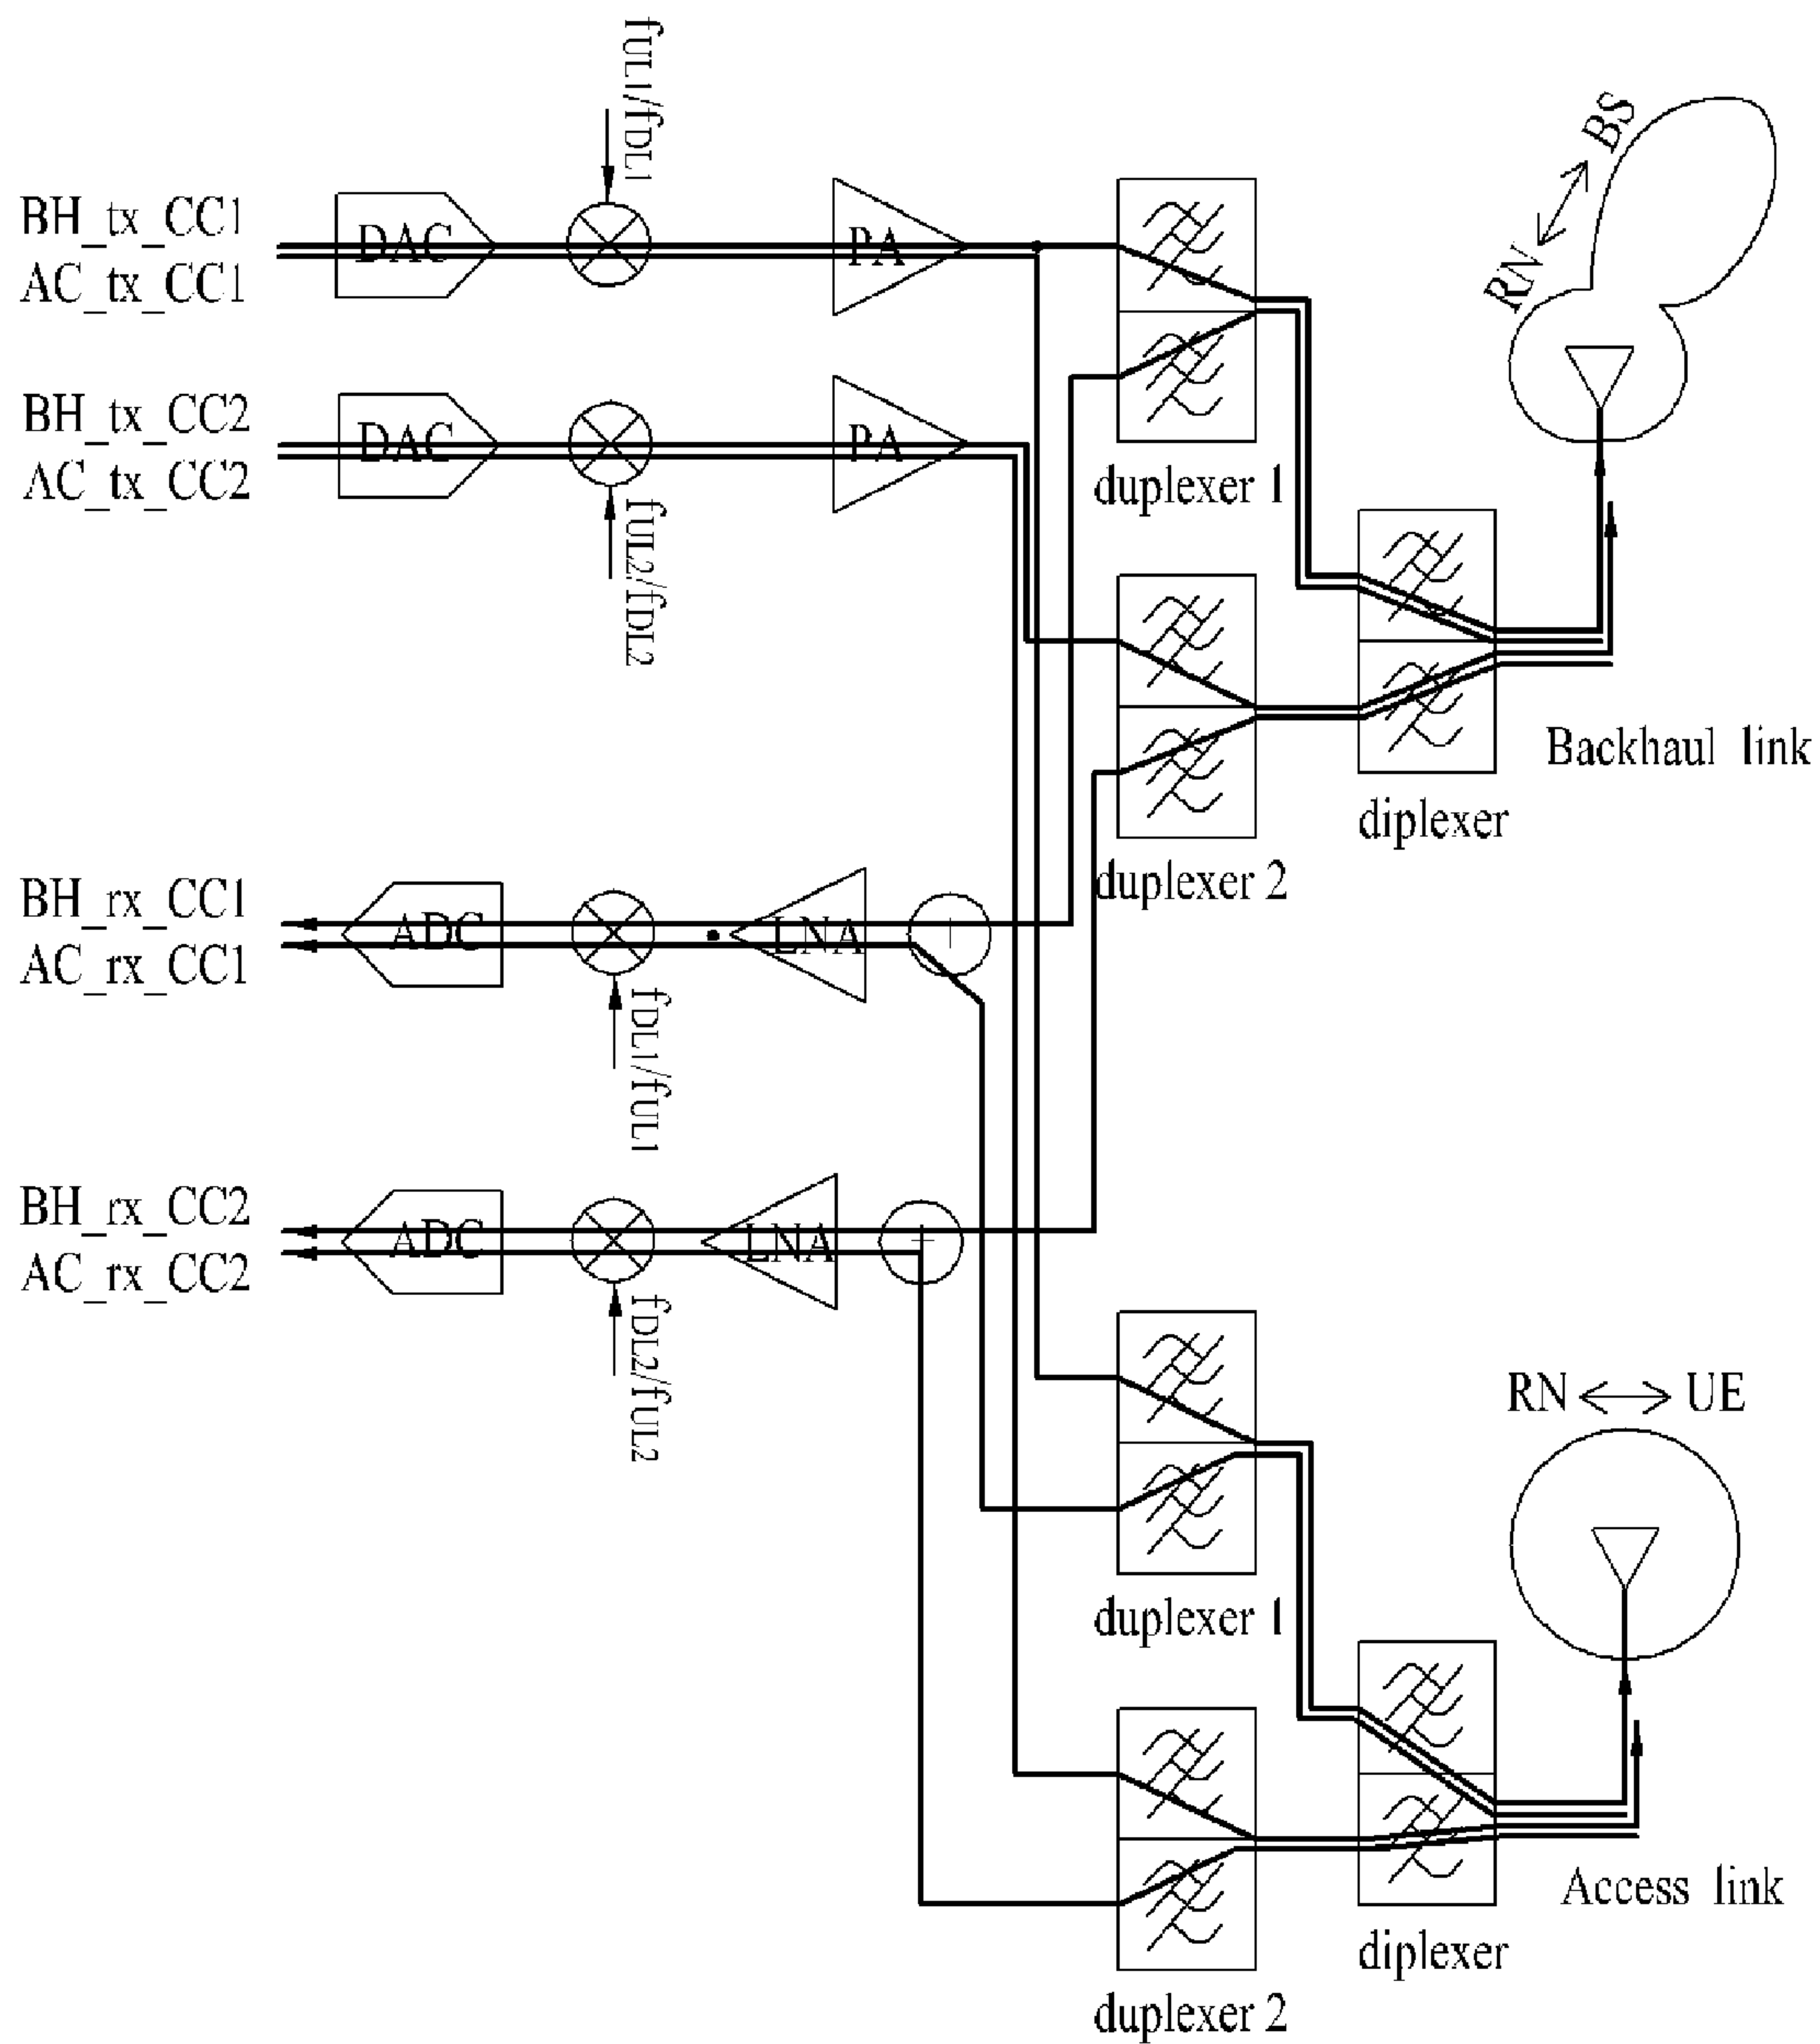 fUL1/fDL1
BS
RN
BH_tx_CC1
DAC
PA
AC_tx_CC1
BH_tx_CC2
DAC
PA
AC_tx_CC2
duplexer 1
fUL2/fDL2
Backhaul link
diplexer
duplexer 2
BH_rx_CC1
ADC
LNA
AC_rx_CC1
fDL1/fUL1
BH_rx_CC2
ADC
LNA
AC_rx_CC2
fDL2/fUL2
RN UE
duplexer 1
Access link
diplexer
duplexer 2